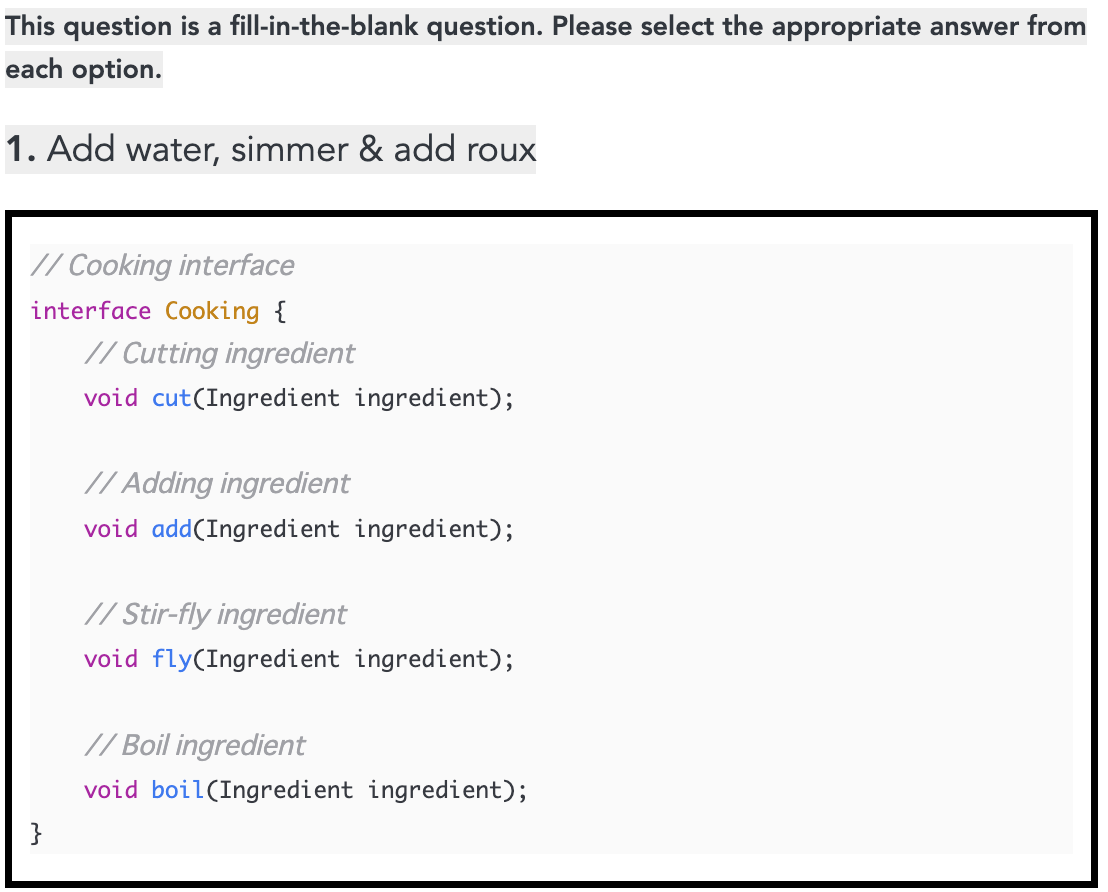 This question is a fill-in-the-blank question. Please select the appropriate answer from
each option.
1. Add water, simmer & add roux
// Cooking interface
interface Cooking {
// Cutting ingredient
void cut(Ingredient ingredient);
// Adding ingredient
void add(Ingredient ingredient);
// Stir-fly ingredient
void fly(Ingredient ingredient);
// Boil ingredient
void boil(Ingredient ingredient);
}